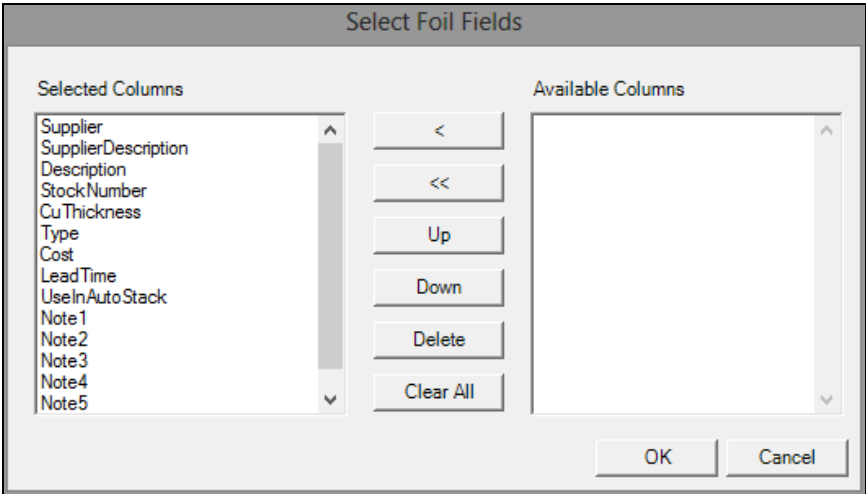 Select Foil Fields
Selected Columns
Supplier
SupplierDescription
Description
StockNumber
CuThickness
Type
Cost
LeadTime
UseInAutoStack
Note1
Note2
Note3
Note4
Note5
<
<<
Up
Down
Delete
Clear All
Available Columns
OK
Cancel